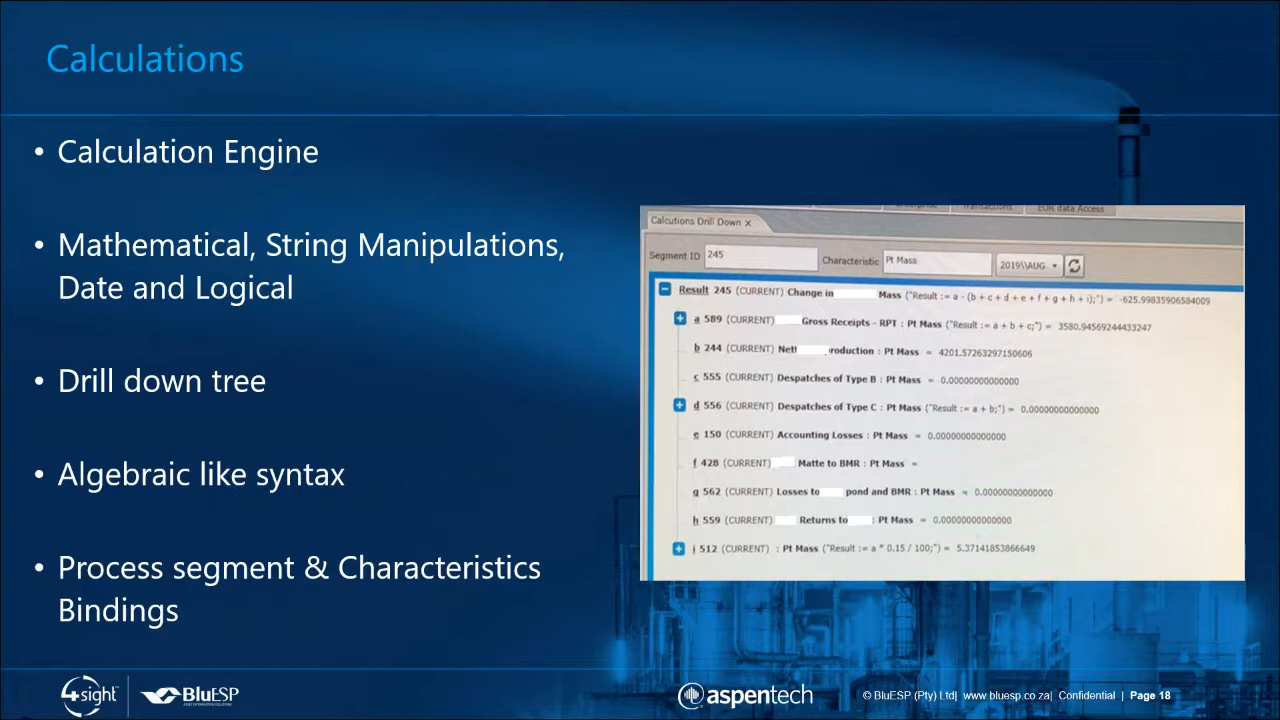 Calculations
• Calculation Engine
• Mathematical, String Manipulations,
Date and Logical
• Drill down tree
• Algebraic like syntax
• Process segment & Characteristics
Bindings
Transactions EUR data Access
Calcutions Drill Down ×
Segment ID 245 Characteristic Pt Mass 2019\\AUG
Result 245 (CURRENT) Change in Mass ("Result := a - (b + c + d + e + f + g + h + i);") = -625.99835906584009
a 589 (CURRENT) Gross Receipts - RPT : Pt Mass ("Result := a + b + c;") = 3580.94569244433247
b 244 (CURRENT) Nett roduction : Pt Mass = 4201.57263297150606
c 555 (CURRENT) Despatches of Type B : Pt Mass = 0.00000000000000
d 556 (CURRENT) Despatches of Type C : Pt Mass ("Result := a + b;") = 0.00000000000000
e 150 (CURRENT) Accounting Losses : Pt Mass = 0.00000000000000
f 428 (CURRENT) Matte to BMR : Pt Mass =
g 562 (CURRENT) Losses to pond and BMR : Pt Mass = 0.00000000000000
h 559 (CURRENT) Returns to : Pt Mass = 0.00000000000000
i 512 (CURRENT) : Pt Mass ("Result := a * 0.15 / 100;") = 5.37141853866649
4sight BLUESP aspentech © BluESP (Pty) Ltd| www.bluesp.co.za| Confidential | Page 18